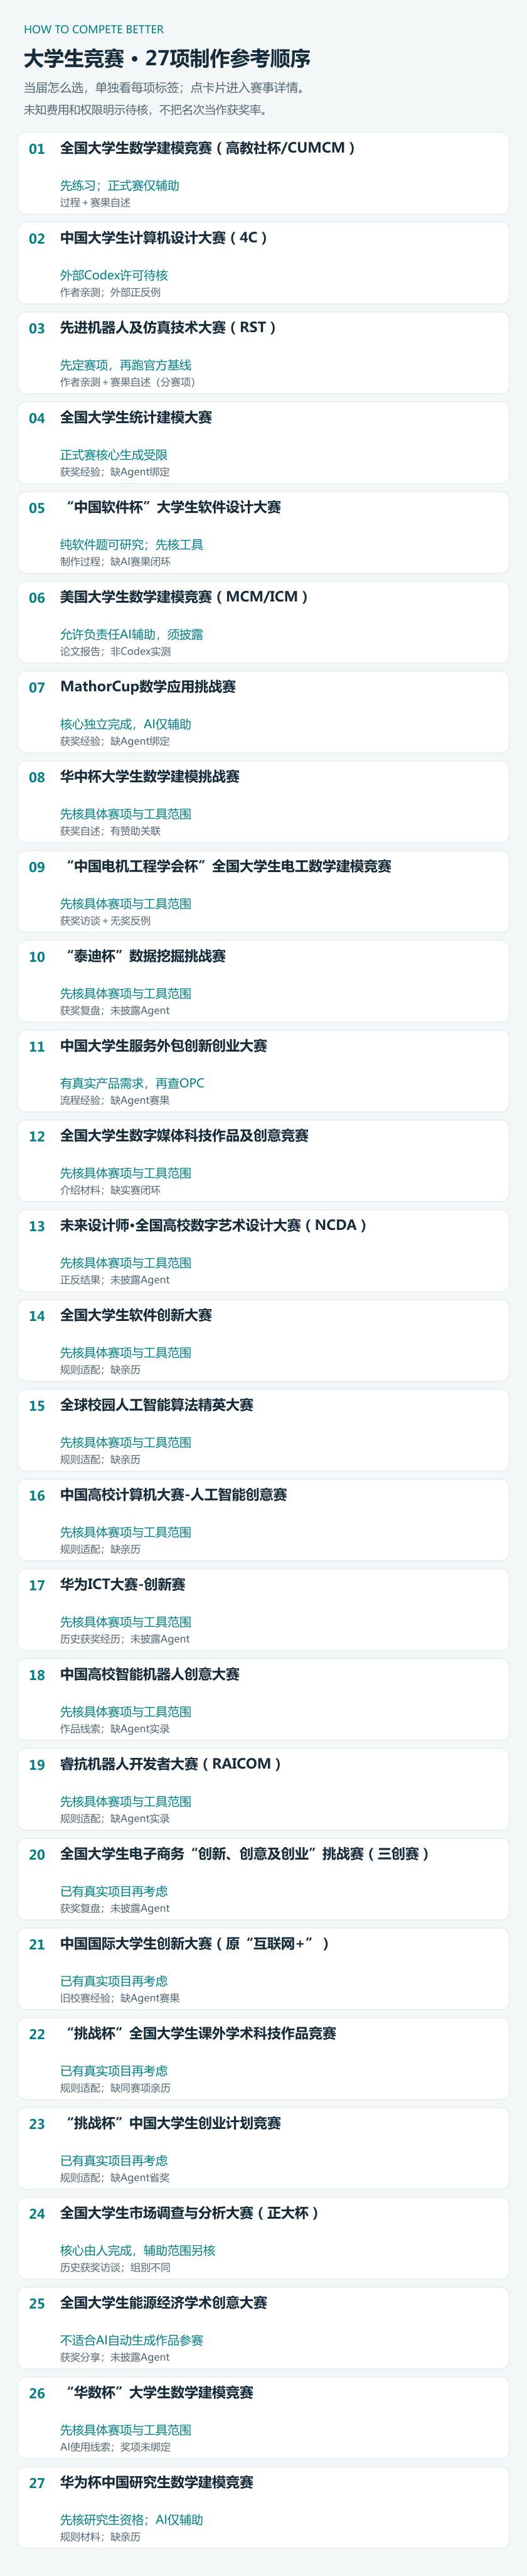 HOW TO COMPETE BETTER
大学生竞赛 · 27项制作参考顺序
当届怎么选，单独看每项标签；点卡片进入赛事详情。
未知费用和权限明示待核，不把名次当作获奖率。
01 全国大学生数学建模竞赛（高教社杯/CUMCM）
先练习；正式赛仅辅助
过程＋赛果自述
02 中国大学生计算机设计大赛（4C）
外部Codex许可待核
作者亲测；外部正反例
03 先进机器人及仿真技术大赛（RST）
先定赛项，再跑官方基线
作者亲测＋赛果自述（分赛项）
04 全国大学生统计建模大赛
正式赛核心生成受限
获奖经验；缺Agent绑定
05 “中国软件杯”大学生软件设计大赛
纯软件题可研究；先核工具
制作过程；缺AI赛果闭环
06 美国大学生数学建模竞赛（MCM/ICM）
允许负责任AI辅助，须披露
论文报告；非Codex实测
07 MathorCup数学应用挑战赛
核心独立完成，AI仅辅助
获奖经验；缺Agent绑定
08 华中杯大学生数学建模挑战赛
先核具体赛项与工具范围
获奖自述；有赞助关联
09 “中国电机工程学会杯”全国大学生电工数学建模竞赛
先核具体赛项与工具范围
获奖访谈＋无奖反例
10 “泰迪杯”数据挖掘挑战赛
先核具体赛项与工具范围
获奖复盘；未披露Agent
11 中国大学生服务外包创新创业大赛
有真实产品需求，再查OPC
流程经验；缺Agent赛果
12 全国大学生数字媒体科技作品及创意竞赛
先核具体赛项与工具范围
介绍材料；缺实赛闭环
13 未来设计师·全国高校数字艺术设计大赛（NCDA）
先核具体赛项与工具范围
正反结果；未披露Agent
14 全国大学生软件创新大赛
先核具体赛项与工具范围
规则适配；缺亲历
15 全球校园人工智能算法精英大赛
先核具体赛项与工具范围
规则适配；缺亲历
16 中国高校计算机大赛-人工智能创意赛
先核具体赛项与工具范围
规则适配；缺亲历
17 华为ICT大赛-创新赛
先核具体赛项与工具范围
历史获奖经历；未披露Agent
18 中国高校智能机器人创意大赛
先核具体赛项与工具范围
作品线索；缺Agent实录
19 睿抗机器人开发者大赛（RAICOM）
先核具体赛项与工具范围
规则适配；缺Agent实录
20 全国大学生电子商务“创新、创意及创业”挑战赛（三创赛）
已有真实项目再考虑
获奖复盘；未披露Agent
21 中国国际大学生创新大赛（原“互联网+”）
已有真实项目再考虑
旧校赛经验；缺Agent赛果
22 “挑战杯”全国大学生课外学术科技作品竞赛
已有真实项目再考虑
规则适配；缺同赛项亲历
23 “挑战杯”中国大学生创业计划竞赛
已有真实项目再考虑
规则适配；缺Agent省奖
24 全国大学生市场调查与分析大赛（正大杯）
核心由人完成，辅助范围另核
历史获奖访谈；组别不同
25 全国大学生能源经济学术创意大赛
不适合AI自动生成作品参赛
获奖分享；未披露Agent
26 “华数杯”大学生数学建模竞赛
先核具体赛项与工具范围
AI使用线索；奖项未绑定
27 华为杯中国研究生数学建模竞赛
先核研究生资格；AI仅辅助
规则材料；缺亲历